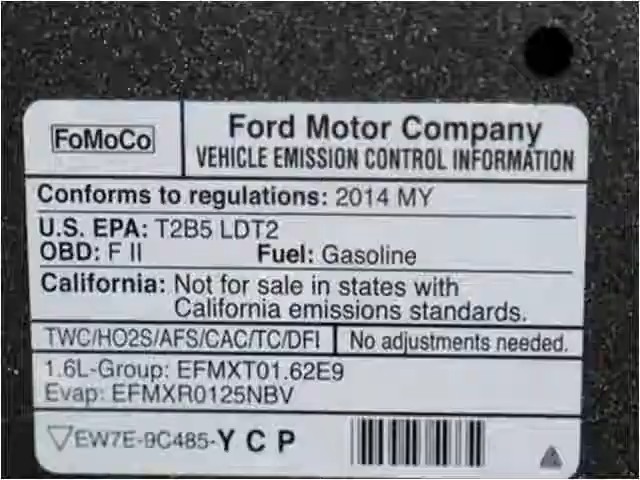 FoMoCo
Ford Motor Company
VEHICLE EMISSION CONTROL INFORMATION
Conforms to regulations: 2014 MY
U.S. EPA: T2B5 LDT2
OBD: F II Fuel: Gasoline
California: Not for sale in states with
California emissions standards.
TWC/HO2S/AFS/CAC/TC/DFI No adjustments needed.
1.6L-Group: EFMXT01.62E9
Evap: EFMXR0125NBV
EW7E-9C485-Y C P